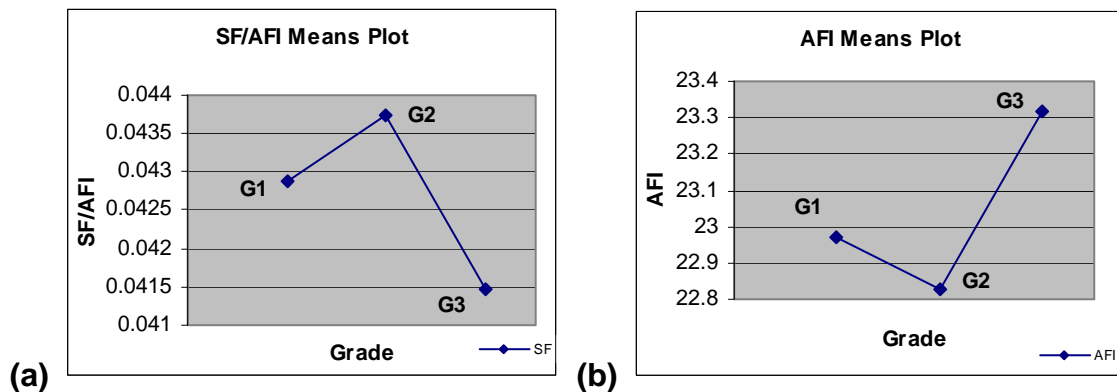 SF/AFI Means Plot
0.044
0.0435
0.043
0.0425
0.042
0.0415
0.041
SF/AFI
G1
G2
G3
Grade
SF
(a)
AFI Means Plot
23.4
23.3
23.2
23.1
23
22.9
22.8
AFI
G1
G2
G3
Grade
AFI
(b)